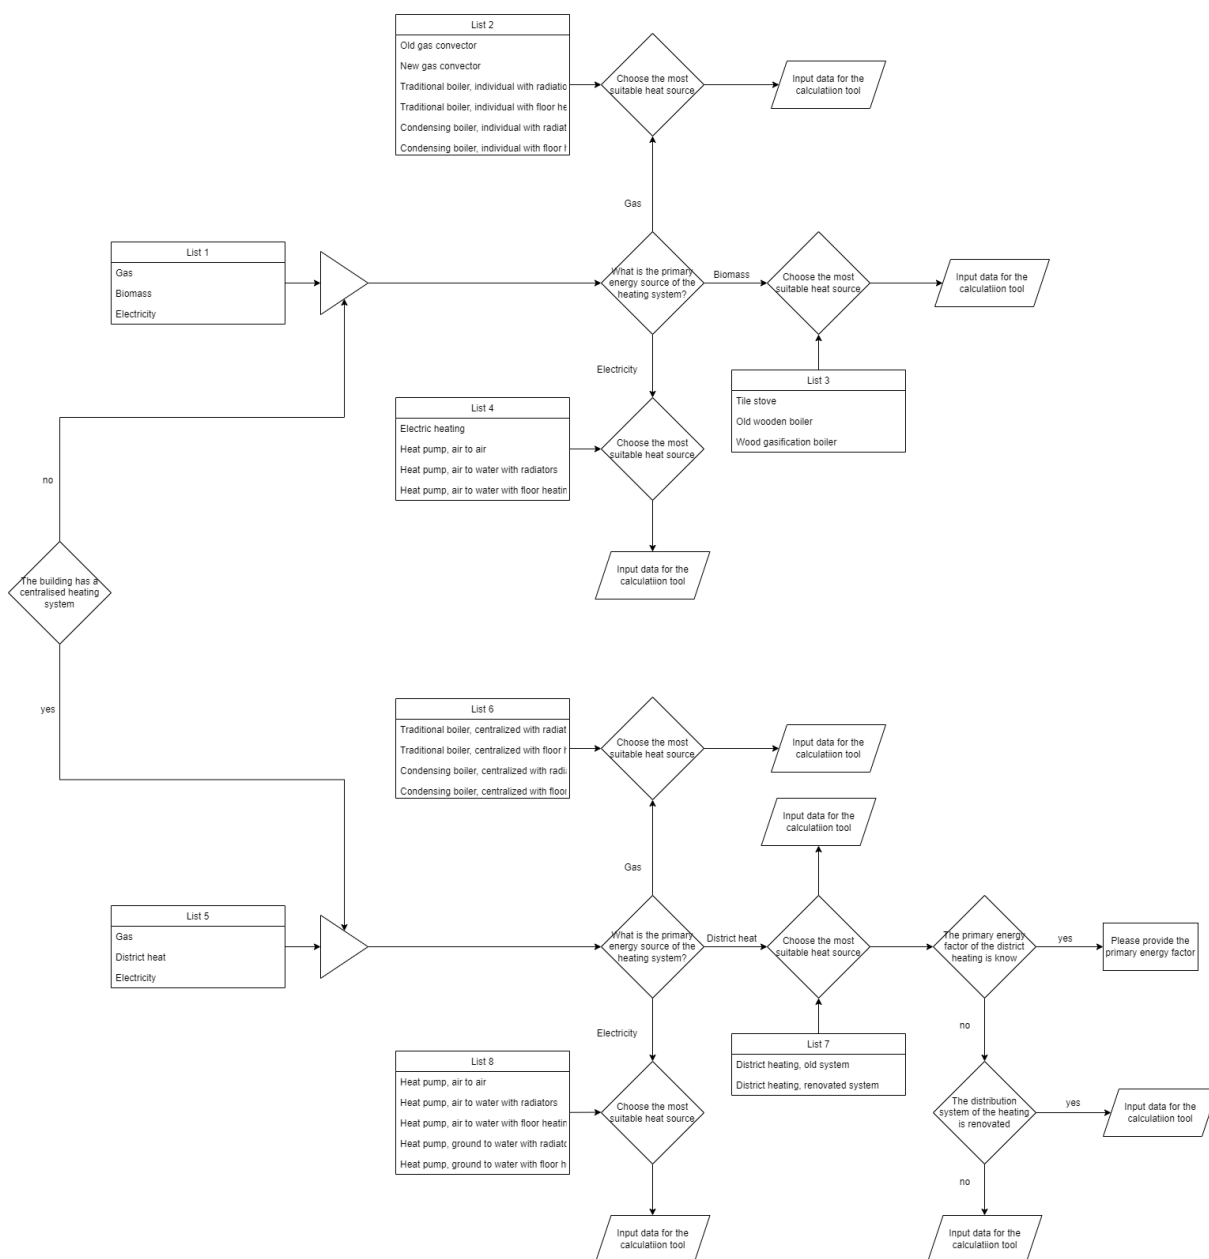 List 2
Old gas convector
New gas convector
Traditional boiler, individual with radiatio
Traditional boiler, individual with floor he
Condensing boiler, individual with radiat
Condensing boiler, individual with floor h
Choose the most
suitable heat source
Input data for the
calculatiion tool
Gas
List 1
Gas
Biomass
Electricity
What is the primary
energy source of the
heating system?
Biomass
Choose the most
suitable heat source
Input data for the
calculatiion tool
Electricity
List 3
Tile stove
Old wooden boiler
Wood gasification boiler
List 4
Electric heating
Heat pump, air to air
Heat pump, air to water with radiators
Heat pump, air to water with floor heatin
Choose the most
suitable heat source
no
Input data for the
calculatiion tool
The building has a
centralised heating
system
yes
List 6
Traditional boiler, centralized with radiat
Traditional boiler, centralized with floor h
Condensing boiler, centralized with radi
Condensing boiler, centralized with floor
Choose the most
suitable heat source
Input data for the
calculatiion tool
Input data for the
calculatiion tool
Gas
List 5
Gas
District heat
Electricity
What is the primary
energy source of the
heating system?
District heat
Choose the most
suitable heat source
The primary energy
factor of the district
heating is know
yes
Please provide the
primary energy factor
Electricity
no
List 7
District heating, old system
District heating, renovated system
List 8
Heat pump, air to air
Heat pump, air to water with radiators
Heat pump, air to water with floor heatin
Heat pump, ground to water with radiato
Heat pump, ground to water with floor h
Choose the most
suitable heat source
The distribution
system of the heating
is renovated
yes
Input data for the
calculatiion tool
no
Input data for the
calculatiion tool
Input data for the
calculatiion tool